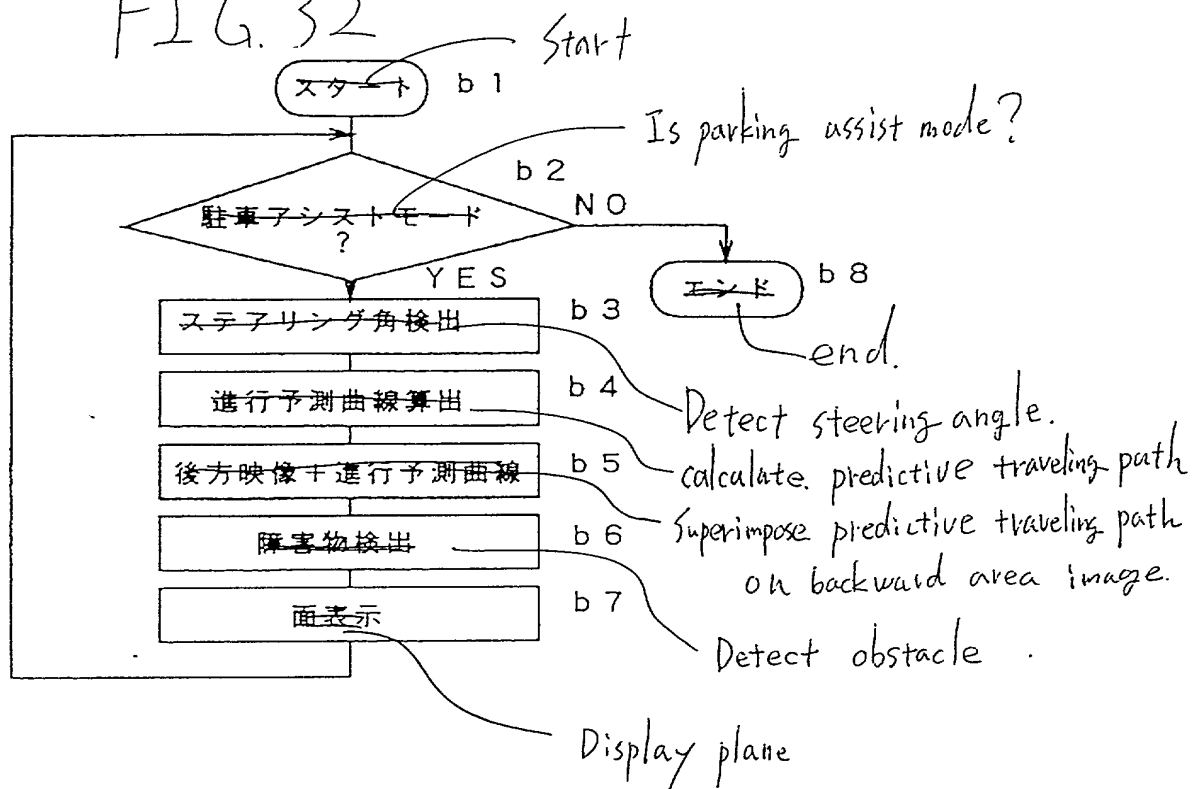 FIG. 32
スタート
b1
Start
Is parking assist mode?
b2
駐車アシストモード
?
NO
YES
エンド
b8
end.
ステアリング角検出
b3
Detect steering angle.
進行予測曲線算出
b4
calculate. predictive traveling path
後方映像+進行予測曲線
b5
Superimpose predictive traveling path
on backward area image.
障害物検出
b6
Detect obstacle .
面表示
b7
Display plane